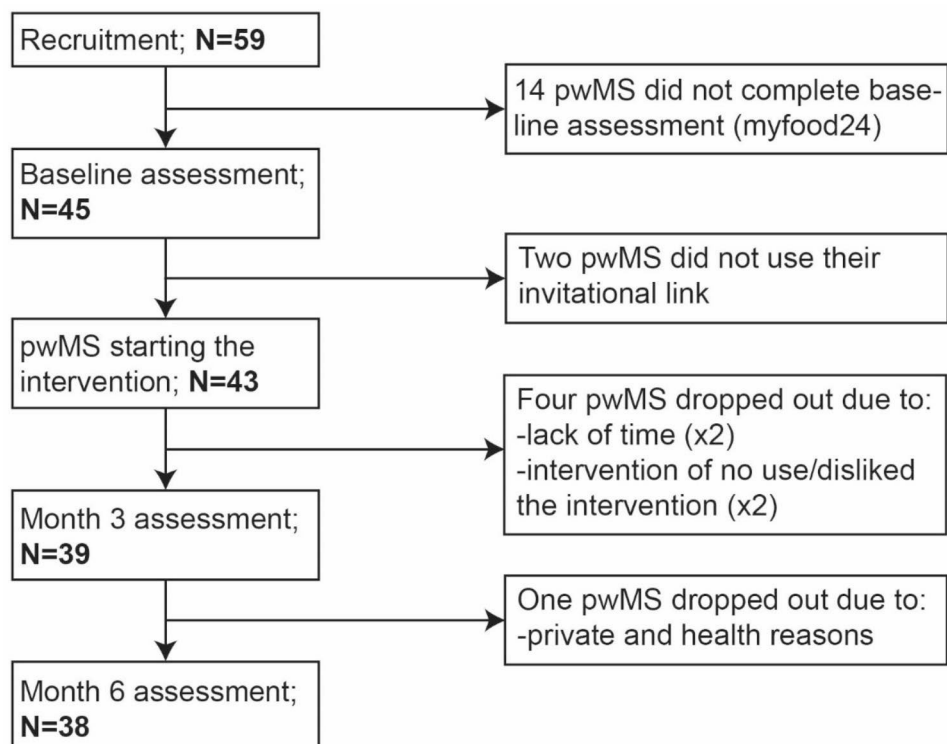 Recruitment; N=59
14 pwMS did not complete base-
line assessment (myfood24)
Baseline assessment;
N=45
Two pwMS did not use their
invitational link
pwMS starting the
intervention; N=43
Four pwMS dropped out due to:
-lack of time (x2)
-intervention of no use/disliked
the intervention (x2)
Month 3 assessment;
N=39
One pwMS dropped out due to:
-private and health reasons
Month 6 assessment;
N=38